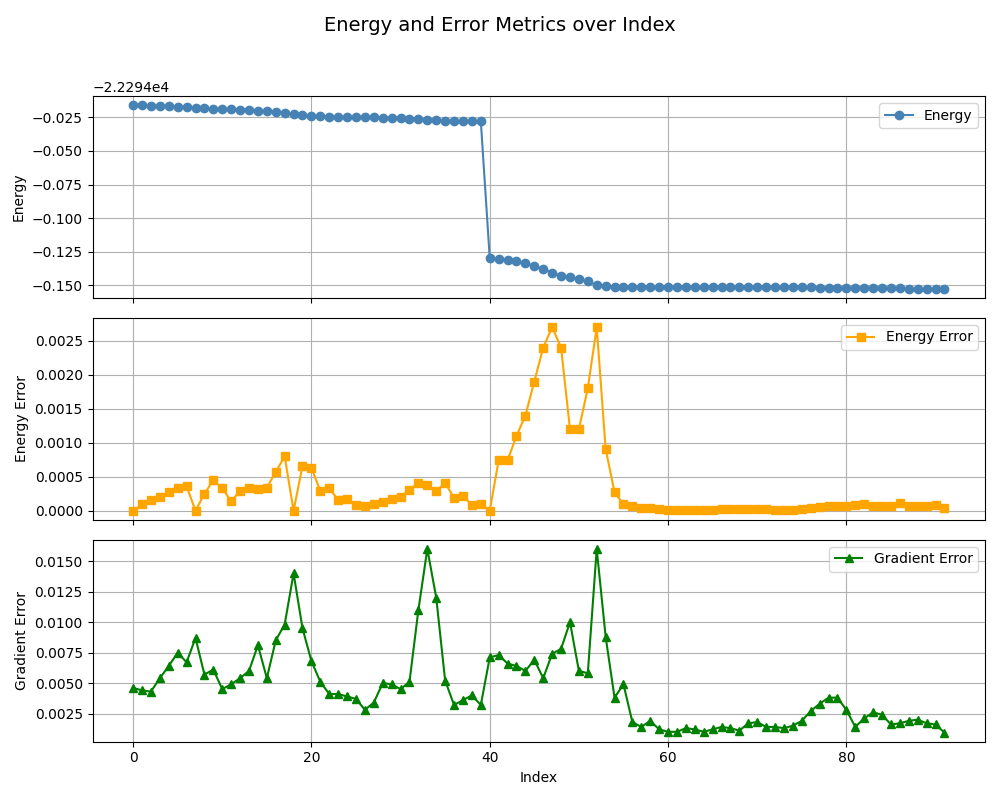 Energy and Error Metrics over Index
−2.2294e4
Energy
−0.025
−0.050
−0.075
−0.100
−0.125
−0.150
Energy
Energy Error
0.0025
0.0020
0.0015
0.0010
0.0005
0.0000
Energy Error
Gradient Error
0.0150
0.0125
0.0100
0.0075
0.0050
0.0025
Gradient Error
0 20 40 60 80
Index